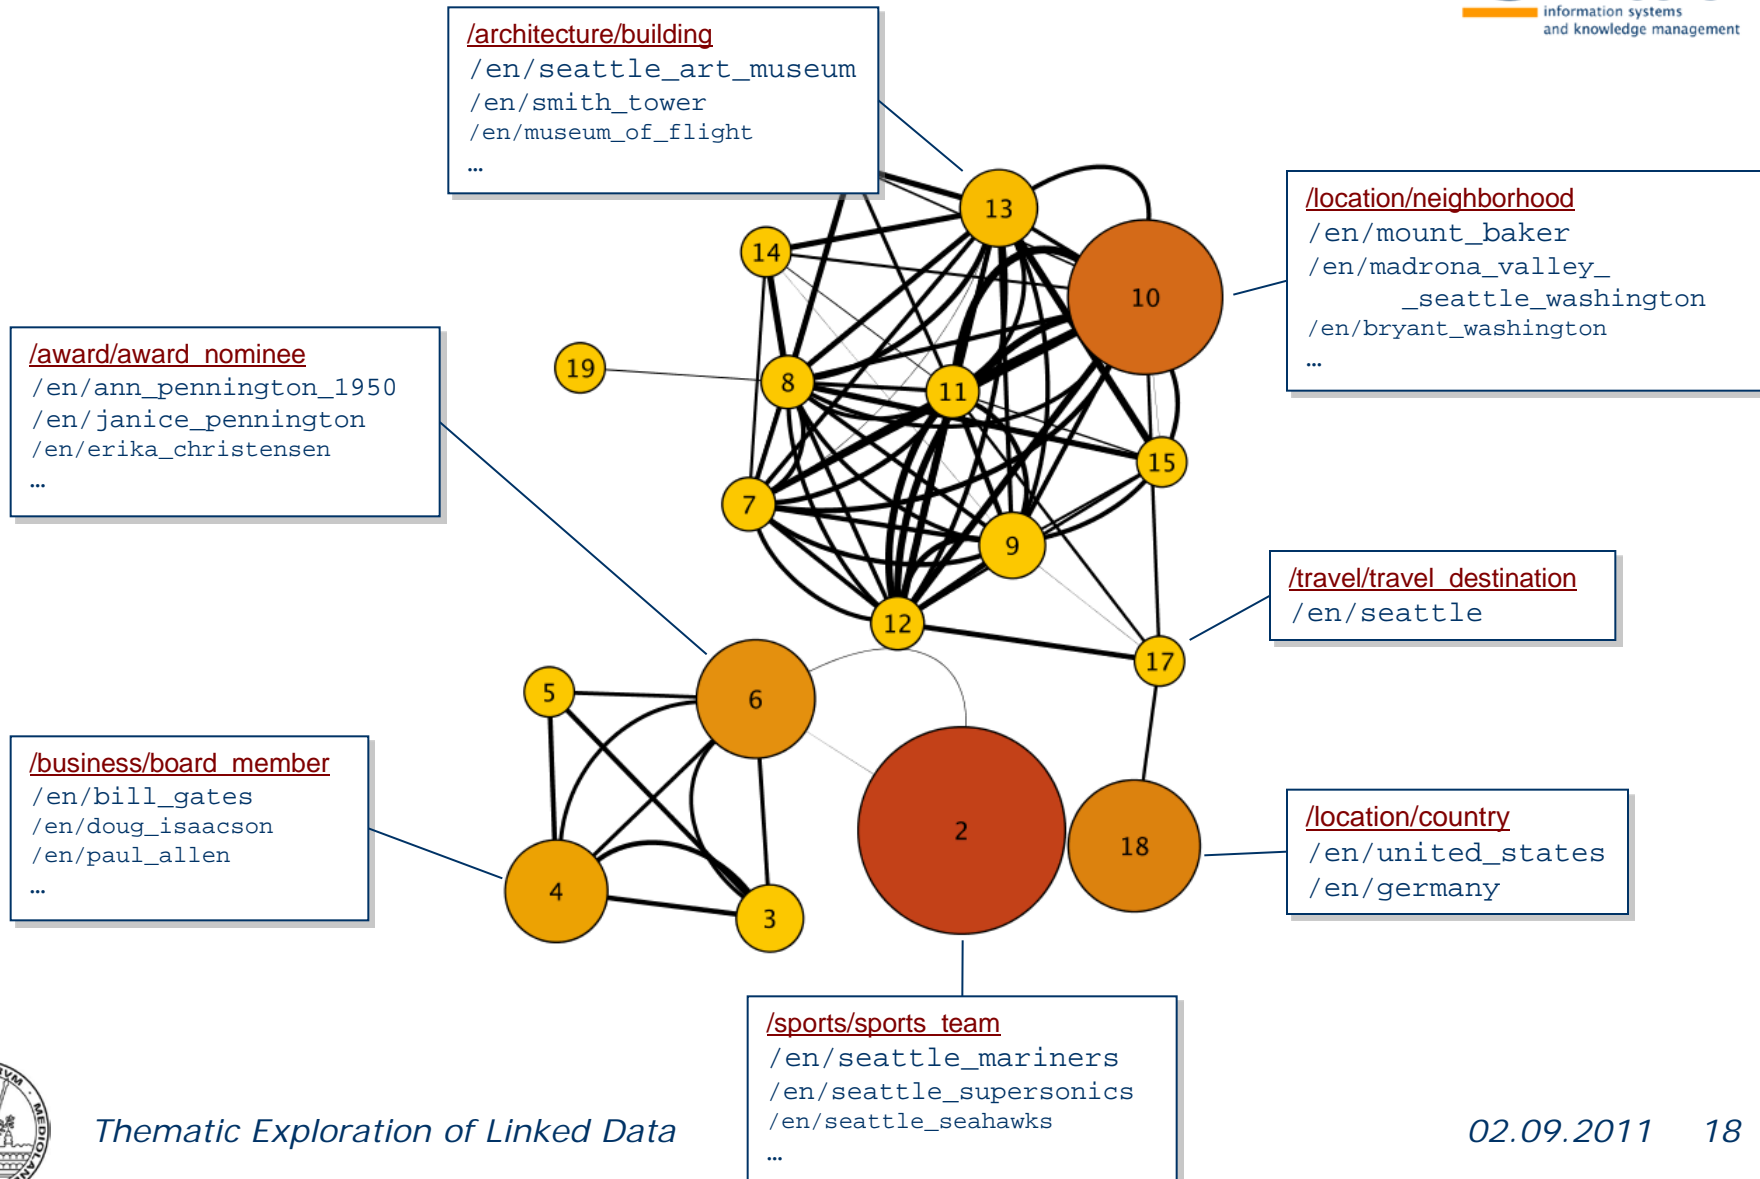 information systems
and knowledge management
/architecture/building
/en/seattle_art_museum
/en/smith_tower
/en/museum_of_flight
…
/location/neighborhood
/en/mount_baker
/en/madrona_valley_
_seattle_washington
/en/bryant_washington
…
/award/award_nominee
/en/ann_pennington_1950
/en/janice_pennington
/en/erika_christensen
…
13
14
10
19
8
11
15
7
9
12
17
5
6
2
18
4
3
/travel/travel_destination
/en/seattle
/business/board_member
/en/bill_gates
/en/doug_isaacson
/en/paul_allen
…
/location/country
/en/united_states
/en/germany
/sports/sports_team
/en/seattle_mariners
/en/seattle_supersonics
/en/seattle_seahawks
…
Thematic Exploration of Linked Data
02.09.2011 18